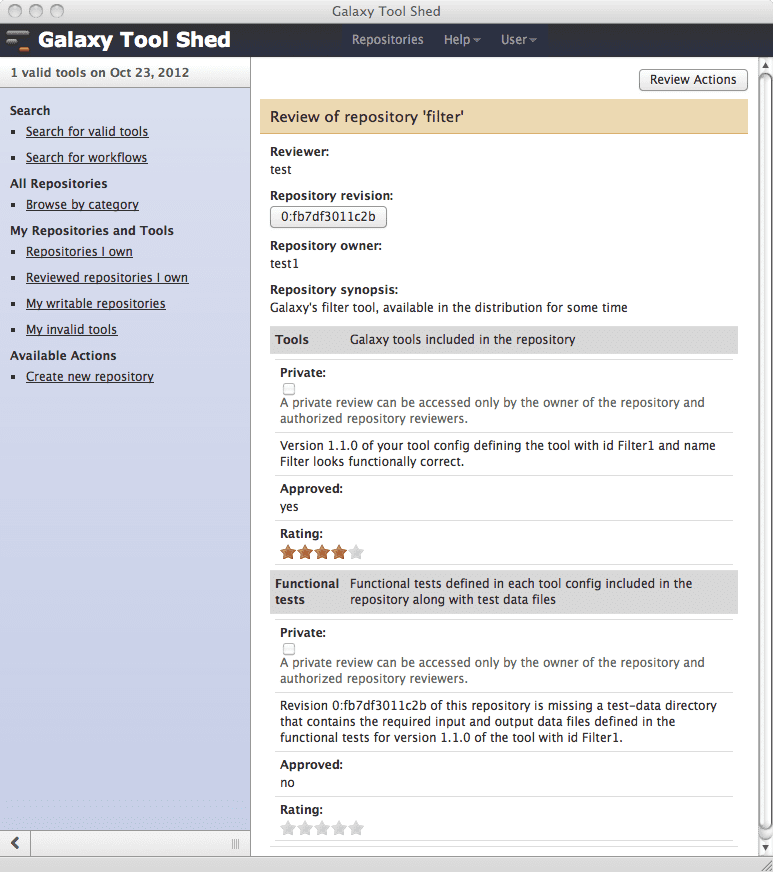 Galaxy Tool Shed
Galaxy Tool Shed
Repositories Help User
1 valid tools on Oct 23, 2012
Search
Search for valid tools
Search for workflows
All Repositories
Browse by category
My Repositories and Tools
Repositories I own
Reviewed repositories I own
My writable repositories
My invalid tools
Available Actions
Create new repository
Review Actions
Review of repository 'filter'
Reviewer:
test
Repository revision:
0:fb7df3011c2b
Repository owner:
test1
Repository synopsis:
Galaxy's filter tool, available in the distribution for some time
Tools Galaxy tools included in the repository
Private:
A private review can be accessed only by the owner of the repository and
authorized repository reviewers.
Version 1.1.0 of your tool config defining the tool with id Filter1 and name
Filter looks functionally correct.
Approved:
yes
Rating:
Functional Functional tests defined in each tool config included in the
tests repository along with test data files
Private:
A private review can be accessed only by the owner of the repository and
authorized repository reviewers.
Revision 0:fb7df3011c2b of this repository is missing a test-data directory
that contains the required input and output data files defined in the
functional tests for version 1.1.0 of the tool with id Filter1.
Approved:
no
Rating: